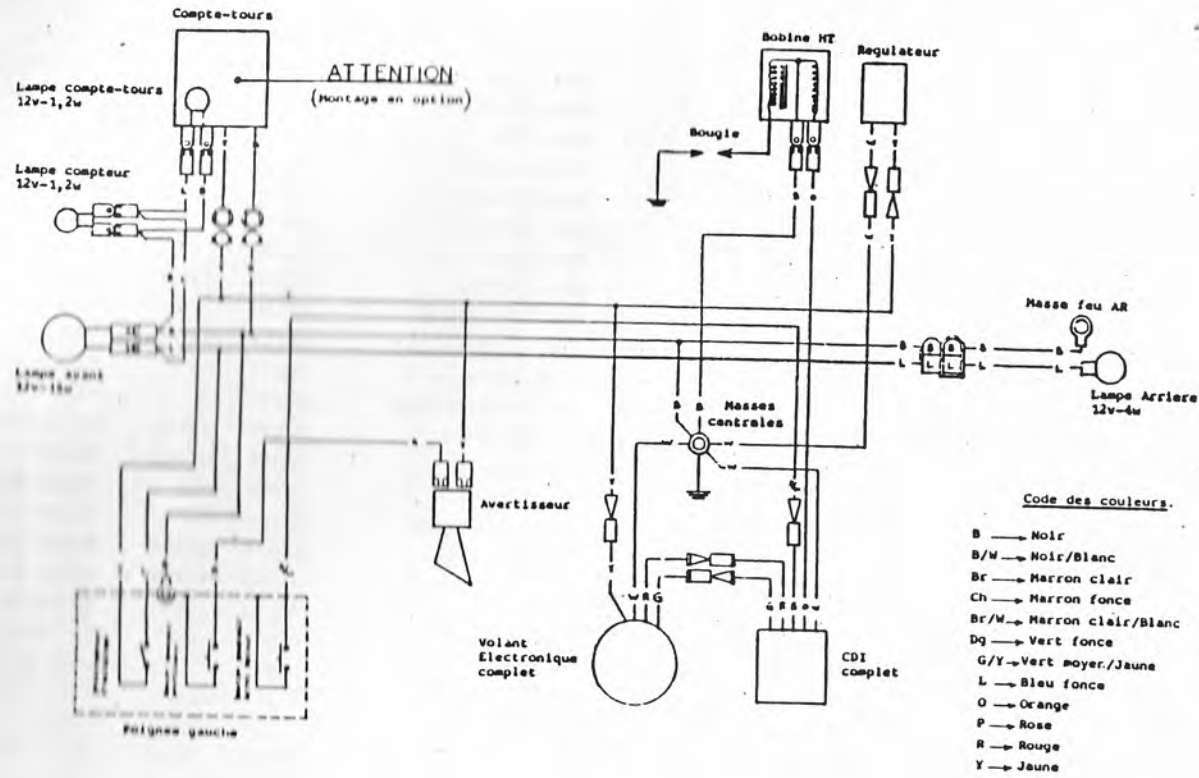 Compte-tours
ATTENTION
(Montage en option)
Lampe compte-tours
12v-1,2w
Lampe compteur
12v-1,2w
Bobine HT
Regulateur
Bougie
L
B
B
O
Lampe avant
Masse feu AR
B
B
B
B
B
L
L
L
L
L
Lampe Arriere
12v-4w
B
B
Masses
centrales
W
W
W
Avertisseur
Y
Y
W
R
G
G
R
B
O
W
Volant
Electronique
complet
CDI
complet
Poignee gauche
Code des couleurs.
B → Noir
B/W → Noir/Blanc
Br → Marron clair
Ch → Marron fonce
Br/W → Marron clair/Blanc
Dg → Vert fonce
G/Y → Vert moyer./Jaune
L → Bleu fonce
O → Orange
P → Rose
R → Rouge
Y → Jaune